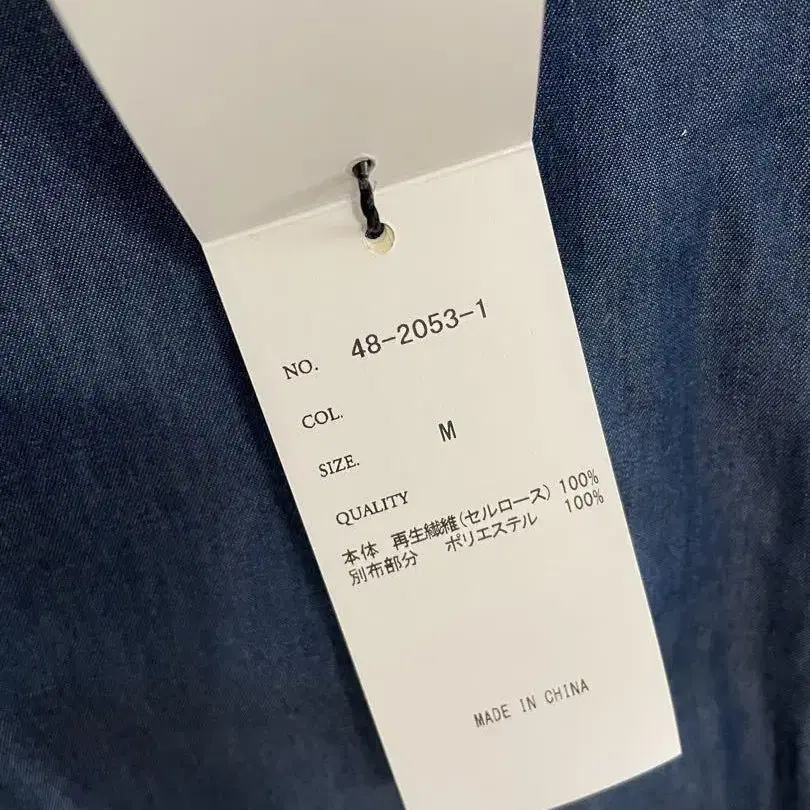 NO. 48-2053-1
COL.
SIZE. M
QUALITY
本体 再生繊維(セルロース) 100%
別布部分 ポリエステル 100%
MADE IN CHINA